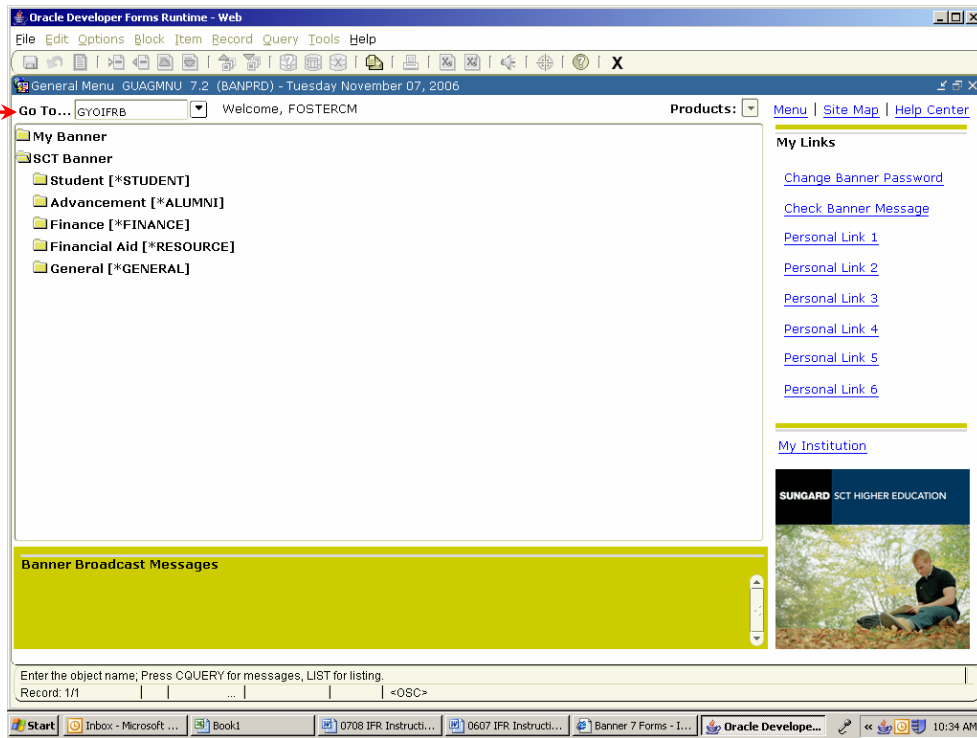 Oracle Developer Forms Runtime - Web
File Edit Options Block Item Record Query Tools Help
X
General Menu GUAGMNU 7.2 (BANPRD) - Tuesday November 07, 2006
Go To... GYOIFRB Welcome, FOSTERCM Products: Menu | Site Map | Help Center
My Banner
SCT Banner
Student [*STUDENT]
Advancement [*ALUMNI]
Finance [*FINANCE]
Financial Aid [*RESOURCE]
General [*GENERAL]
My Links
Change Banner Password
Check Banner Message
Personal Link 1
Personal Link 2
Personal Link 3
Personal Link 4
Personal Link 5
Personal Link 6
My Institution
SUNGARD SCT HIGHER EDUCATION
Banner Broadcast Messages
Enter the object name; Press CQUERY for messages, LIST for listing.
Record: 1/1 ... <OSC>
Start Inbox - Microsoft ... Book1 0708 IFR Instructi... 0607 IFR Instructi... Banner 7 Forms - I... Oracle Develope... « 10:34 AM